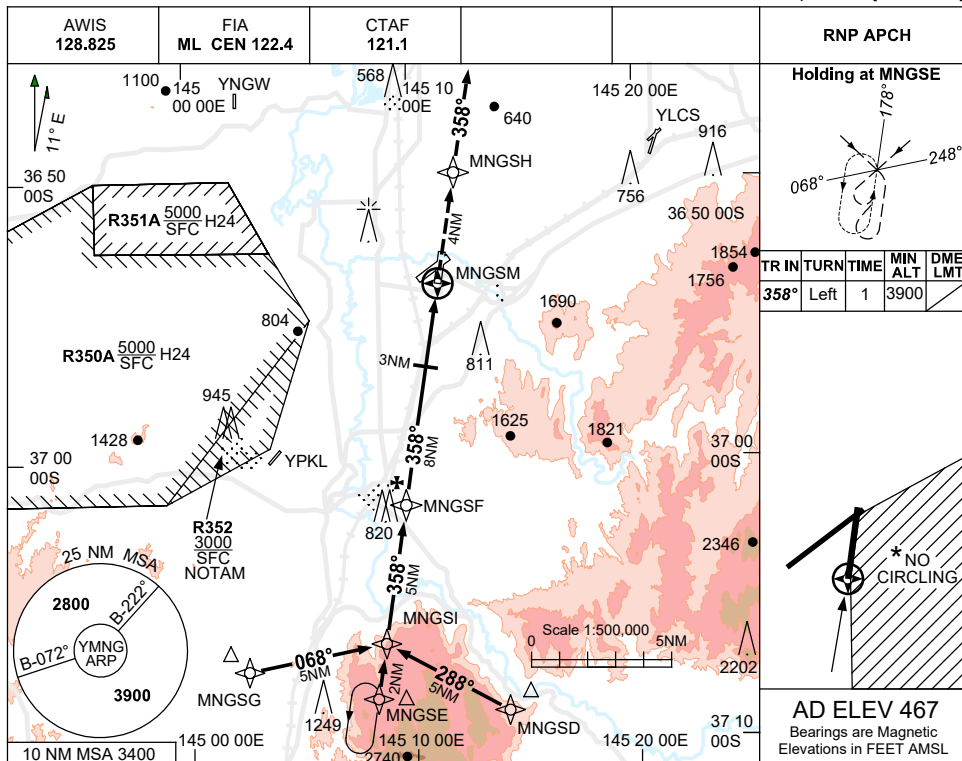 AWIS
128.825
FIA
ML CEN 122.4
CTAF
121.1
RNP APCH
11° E
1100
145
00 00E
YNGW
568
145 10
00E
358°
640
145 20 00E
YLCS
916
756
MNGSH
36 50
00S
36 50 00S
R351A 5000
SFC
H24
4NM
MNGSM
1854
1756
1690
804
3NM
811
R350A 5000
SFC
H24
945
1428
1625
1821
YPKL
37 00
00S
37 00
00S
358°
8NM
MNGSF
820
R352
3000
SFC
NOTAM
2346
25 NM MSA
2800
B-222°
B-072°
YMNG
ARP
3900
10 NM MSA 3400
358°
5NM
MNGSI
Scale 1:500,000
0
5NM
2202
068°
5NM
MNGSG
2NM
288°
5NM
MNGSE
MNGSD
1249
2740
145 00 00E
145 10 00E
145 20 00E
37 10
00S
Holding at MNGSE
178°
068°
248°
TR IN TURN TIME MIN ALT DME LMT
358° Left 1 3900
*NO
CIRCLING
AD ELEV 467
Bearings are Magnetic
Elevations in FEET AMSL